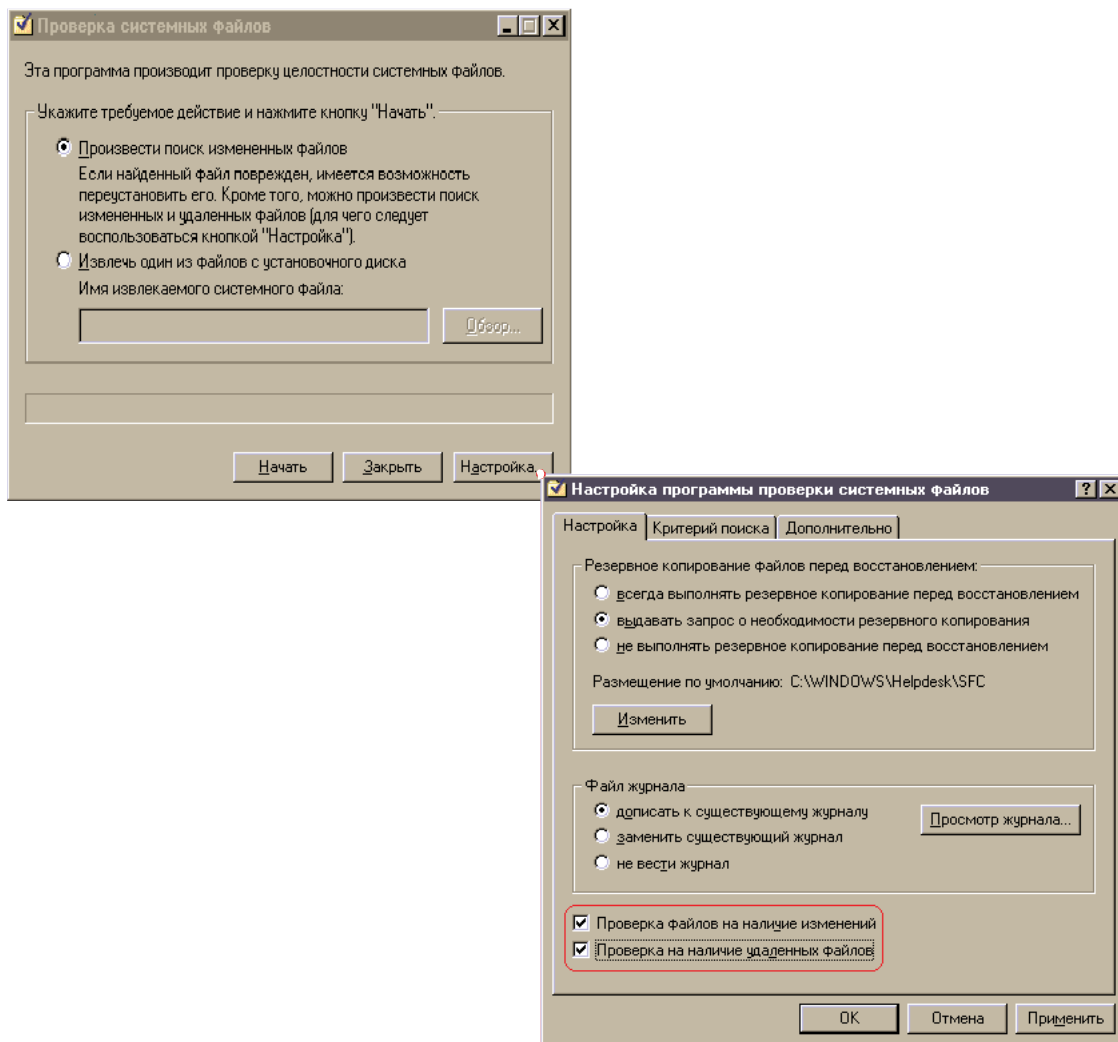 Проверка системных файлов
Эта программа производит проверку целостности системных файлов.
Укажите требуемое действие и нажмите кнопку "Начать".
Произвести поиск измененных файлов
Если найденный файл поврежден, имеется возможность
переустановить его. Кроме того, можно произвести поиск
измененных и удаленных файлов (для чего следует
воспользоваться кнопкой "Настройка").
Извлечь один из файлов с установочного диска
Имя извлекаемого системного файла:
Обзор...
Начать
Закрыть
Настройка...
Настройка программы проверки системных файлов
Настройка
Критерий поиска
Дополнительно
Резервное копирование файлов перед восстановлением:
всегда выполнять резервное копирование перед восстановлением
выдавать запрос о необходимости резервного копирования
не выполнять резервное копирование перед восстановлением
Размещение по умолчанию: C:\WINDOWS\Helpdesk\SFC
Изменить
Файл журнала
дописать к существующему журналу
Просмотр журнала...
заменить существующий журнал
не вести журнал
Проверка файлов на наличие изменений
Проверка на наличие удаленных файлов
OK
Отмена
Применить